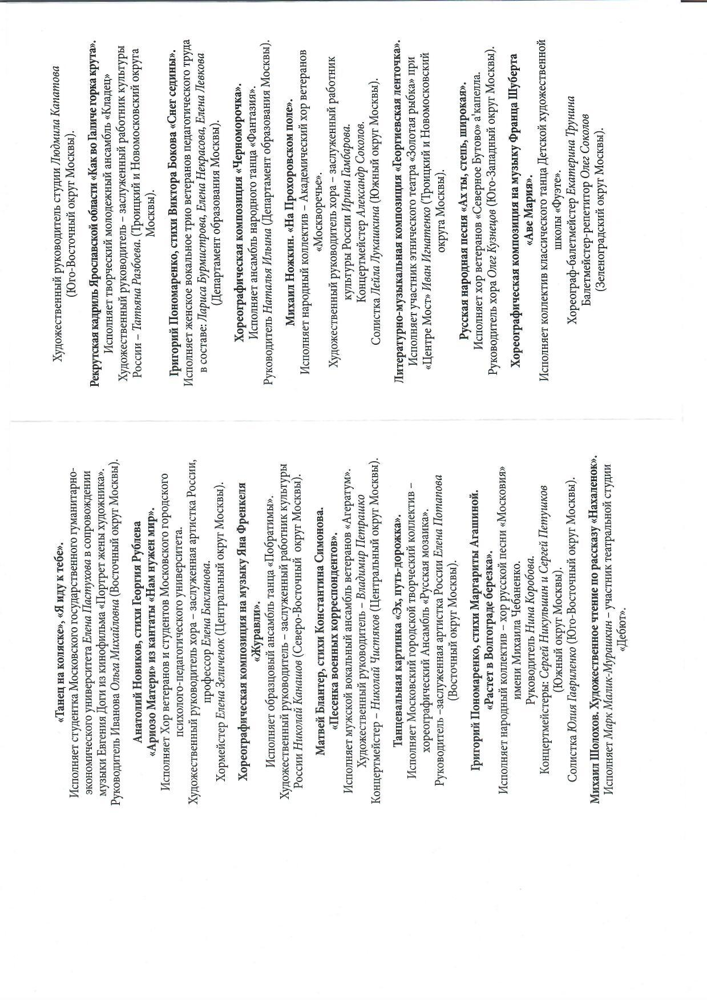 «Танец на коляске», «Я иду к тебе».
Исполняет студентка Московского государственного гуманитарно-
экономического университета Елена Пастухова в сопровождении
музыки Евгения Доги из кинофильма «Портрет жены художника».
Руководитель Иванова Ольга Михайловна (Восточный округ Москвы).
Анатолий Новиков, стихи Георгия Рублева
«Ариозо Матери» из кантаты «Нам нужен мир».
Исполняет Хор ветеранов и студентов Московского городского
психолого-педагогического университета.
Художественный руководитель хора – заслуженная артистка России,
профессор Елена Бакланова.
Хормейстер Елена Зеличенок (Центральный округ Москвы).
Хореографическая композиция на музыку Яна Френкеля
«Журавли».
Исполняет образцовый ансамбль танца «Побратимы».
Художественный руководитель – заслуженный работник культуры
России Николай Канашов (Северо-Восточный округ Москвы).
Матвей Блантер, стихи Константина Симонова.
«Песенка военных корреспондентов».
Исполняет мужской вокальный ансамбль ветеранов «Агератум».
Художественный руководитель – Владимир Петрашко
Концертмейстер – Николай Чистяков (Центральный округ Москвы).
Танцевальная картинка «Эх, путь-дорожка».
Исполняет Московский городской творческий коллектив –
хореографический Ансамбль «Русская мозаика».
Руководитель –заслуженная артистка России Елена Потапова
(Восточный округ Москвы).
Григорий Пономаренко, стихи Маргариты Агашиной.
«Растет в Волгограде березка».
Исполняет народный коллектив – хор русской песни «Московия»
имени Михаила Чебаненко.
Руководитель Нина Коробова.
Концертмейстеры: Сергей Никульшин и Сергей Петушков
(Южный округ Москвы).
Солистка Юлия Гавриленко (Юго-Восточный округ Москвы).
Михаил Шолохов. Художественное чтение по рассказу «Нахаленок».
Исполняет Марк Малик-Мурашкин – участник театральной студии
«Дебют».
Художественный руководитель студии Людмила Капатова
(Юго-Восточный округ Москвы).
Рекрутская кадриль Ярославской области «Как во Галиче горка крута».
Исполняет творческий молодежный ансамбль «Кладец»
Художественный руководитель – заслуженный работник культуры
России – Татьяна Разбоева. (Троицкий и Новомосковский округа
Москвы).
Григорий Пономаренко, стихи Виктора Бокова «Снег седины».
Исполняет женское вокальное трио ветеранов педагогического труда
в составе: Лариса Бурмистрова, Елена Некрасова, Елена Левкова
(Департамент образования Москвы).
Хореографическая композиция «Черноморочка».
Исполняет ансамбль народного танца «Фантазия».
Руководитель Наталья Ильина (Департамент образования Москвы).
Михаил Ножкин. «На Прохоровском поле».
Исполняет народный коллектив – Академический хор ветеранов
«Москворечье».
Художественный руководитель хора – заслуженный работник
культуры России Ирина Гамбарова.
Концертмейстер Александр Соколов.
Солистка Лейла Лукашкина (Южный округ Москвы).
Литературно-музыкальная композиция «Георгиевская ленточка».
Исполняет участник этнического театра «Золотая рыбка» при
«Центре Мост» Иван Игнатенко (Троицкий и Новомосковский
округа Москвы).
Русская народная песня «Ах ты, степь, широкая».
Исполняет хор ветеранов «Северное Бутово» а'капелла.
Руководитель хора Олег Кузнецов (Юго-Западный округ Москвы).
Хореографическая композиция на музыку Франца Шуберта
«Аве Мария».
Исполняет коллектив классического танца Детской художественной
школы «Фуэте».
Хореограф-балетмейстер Екатерина Трунина
Балетмейстер-репетитор Олег Соколов
(Зеленоградский округ Москвы).